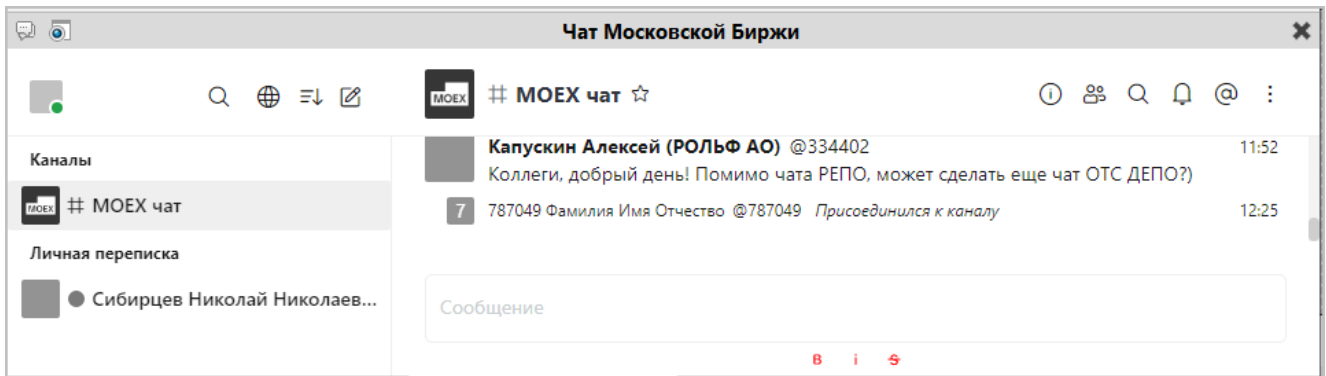 Чат Московской Биржи
MOEX
# MOEX чат
Каналы
MOEX
# MOEX чат
Личная переписка
Сибирцев Николай Николаев...
Капускин Алексей (РОЛЬФ АО) @334402 11:52
Коллеги, добрый день! Помимо чата РЕПО, может сделать еще чат ОТС ДЕПО?)
7 787049 Фамилия Имя Отчество @787049 Присоединился к каналу 12:25
Сообщение
B i S